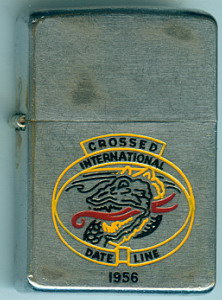 CROSSED
INTERNATIONAL
DATE LINE
1956